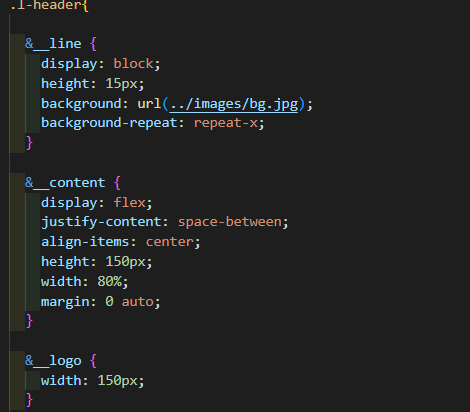 .l-header{
&__line {
display: block;
height: 15px;
background: url(../images/bg.jpg);
background-repeat: repeat-x;
}
&__content {
display: flex;
justify-content: space-between;
align-items: center;
height: 150px;
width: 80%;
margin: 0 auto;
}
&__logo {
width: 150px;
}